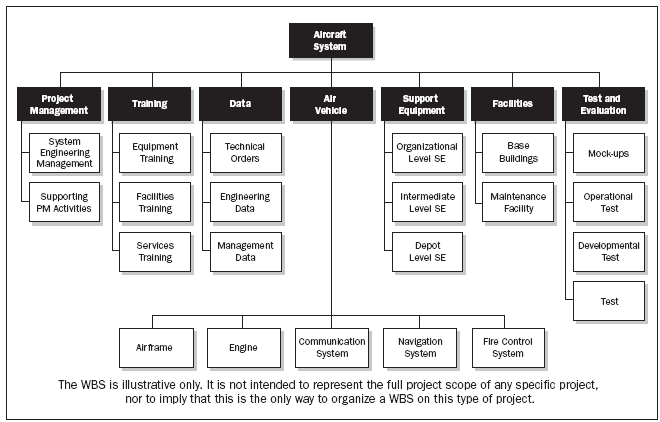 Aircraft
System
Project
Management
Training
Data
Air
Vehicle
Support
Equipment
Facilities
Test and
Evaluation
System
Engineering
Management
Supporting
PM Activities
Equipment
Training
Facilities
Training
Services
Training
Technical
Orders
Engineering
Data
Management
Data
Organizational
Level SE
Intermediate
Level SE
Depot
Level SE
Base
Buildings
Maintenance
Facility
Mock-ups
Operational
Test
Developmental
Test
Test
Airframe
Engine
Communication
System
Navigation
System
Fire Control
System
The WBS is illustrative only. It is not intended to represent the full project scope of any specific project,
nor to imply that this is the only way to organize a WBS on this type of project.